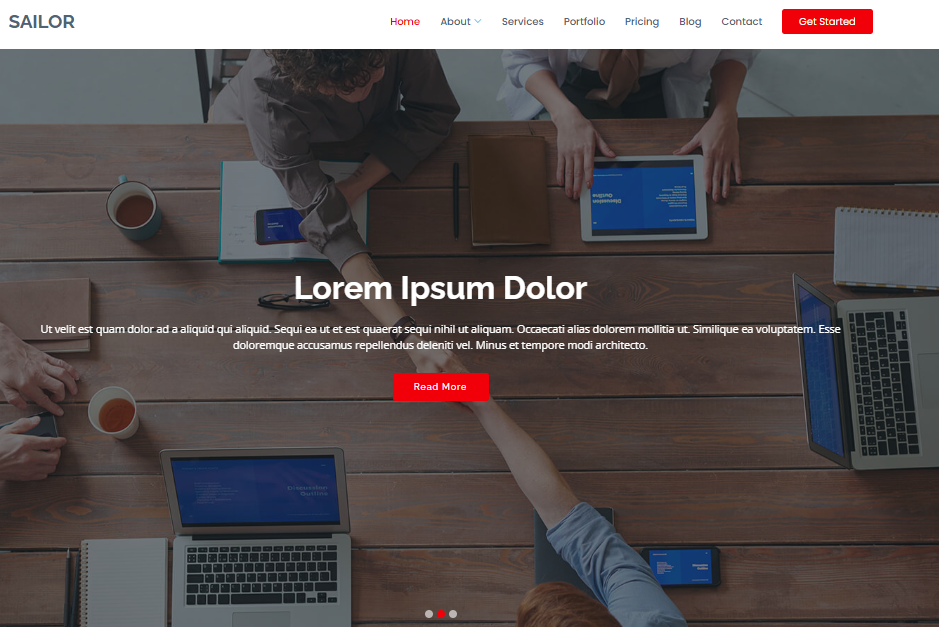 SAILOR
Home About Services Portfolio Pricing Blog Contact Get Started
Lorem Ipsum Dolor
Ut velit est quam dolor ad a aliquid qui aliquid. Sequi ea ut et est quaerat sequi nihil ut aliquam. Occaecati alias dolorem mollitia ut. Similique ea voluptatem. Esse
doloremque accusamus repellendus deleniti vel. Minus et tempore modi architecto.
Read More
Discussion
Outline